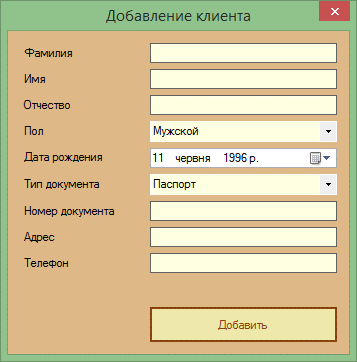 Добавление клиента
Фамилия
Имя
Отчество
Пол Мужской
Дата рождения 11 червня 1996 р.
Тип документа Паспорт
Номер документа
Адрес
Телефон
Добавить